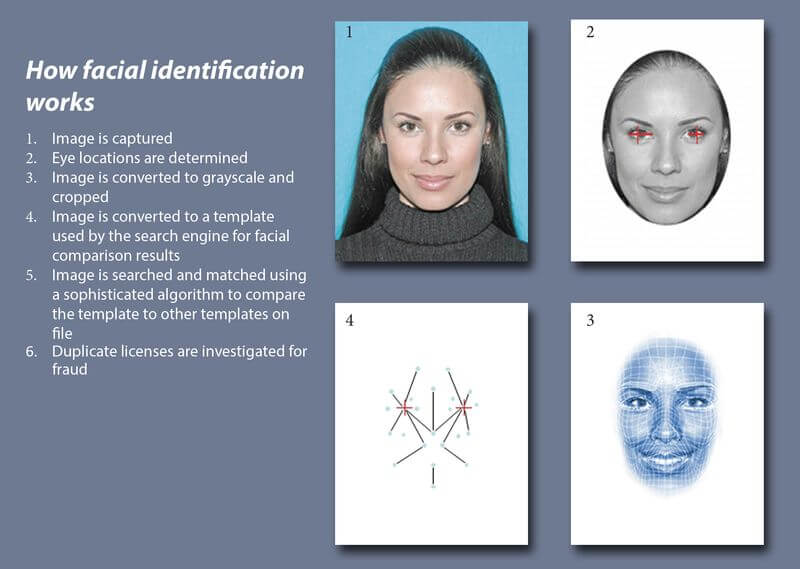 How facial identification
works
1. Image is captured
2. Eye locations are determined
3. Image is converted to grayscale and
cropped
4. Image is converted to a template
used by the search engine for facial
comparison results
5. Image is searched and matched using
a sophisticated algorithm to compare
the template to other templates on
file
6. Duplicate licenses are investigated for
fraud
1
2
4
3